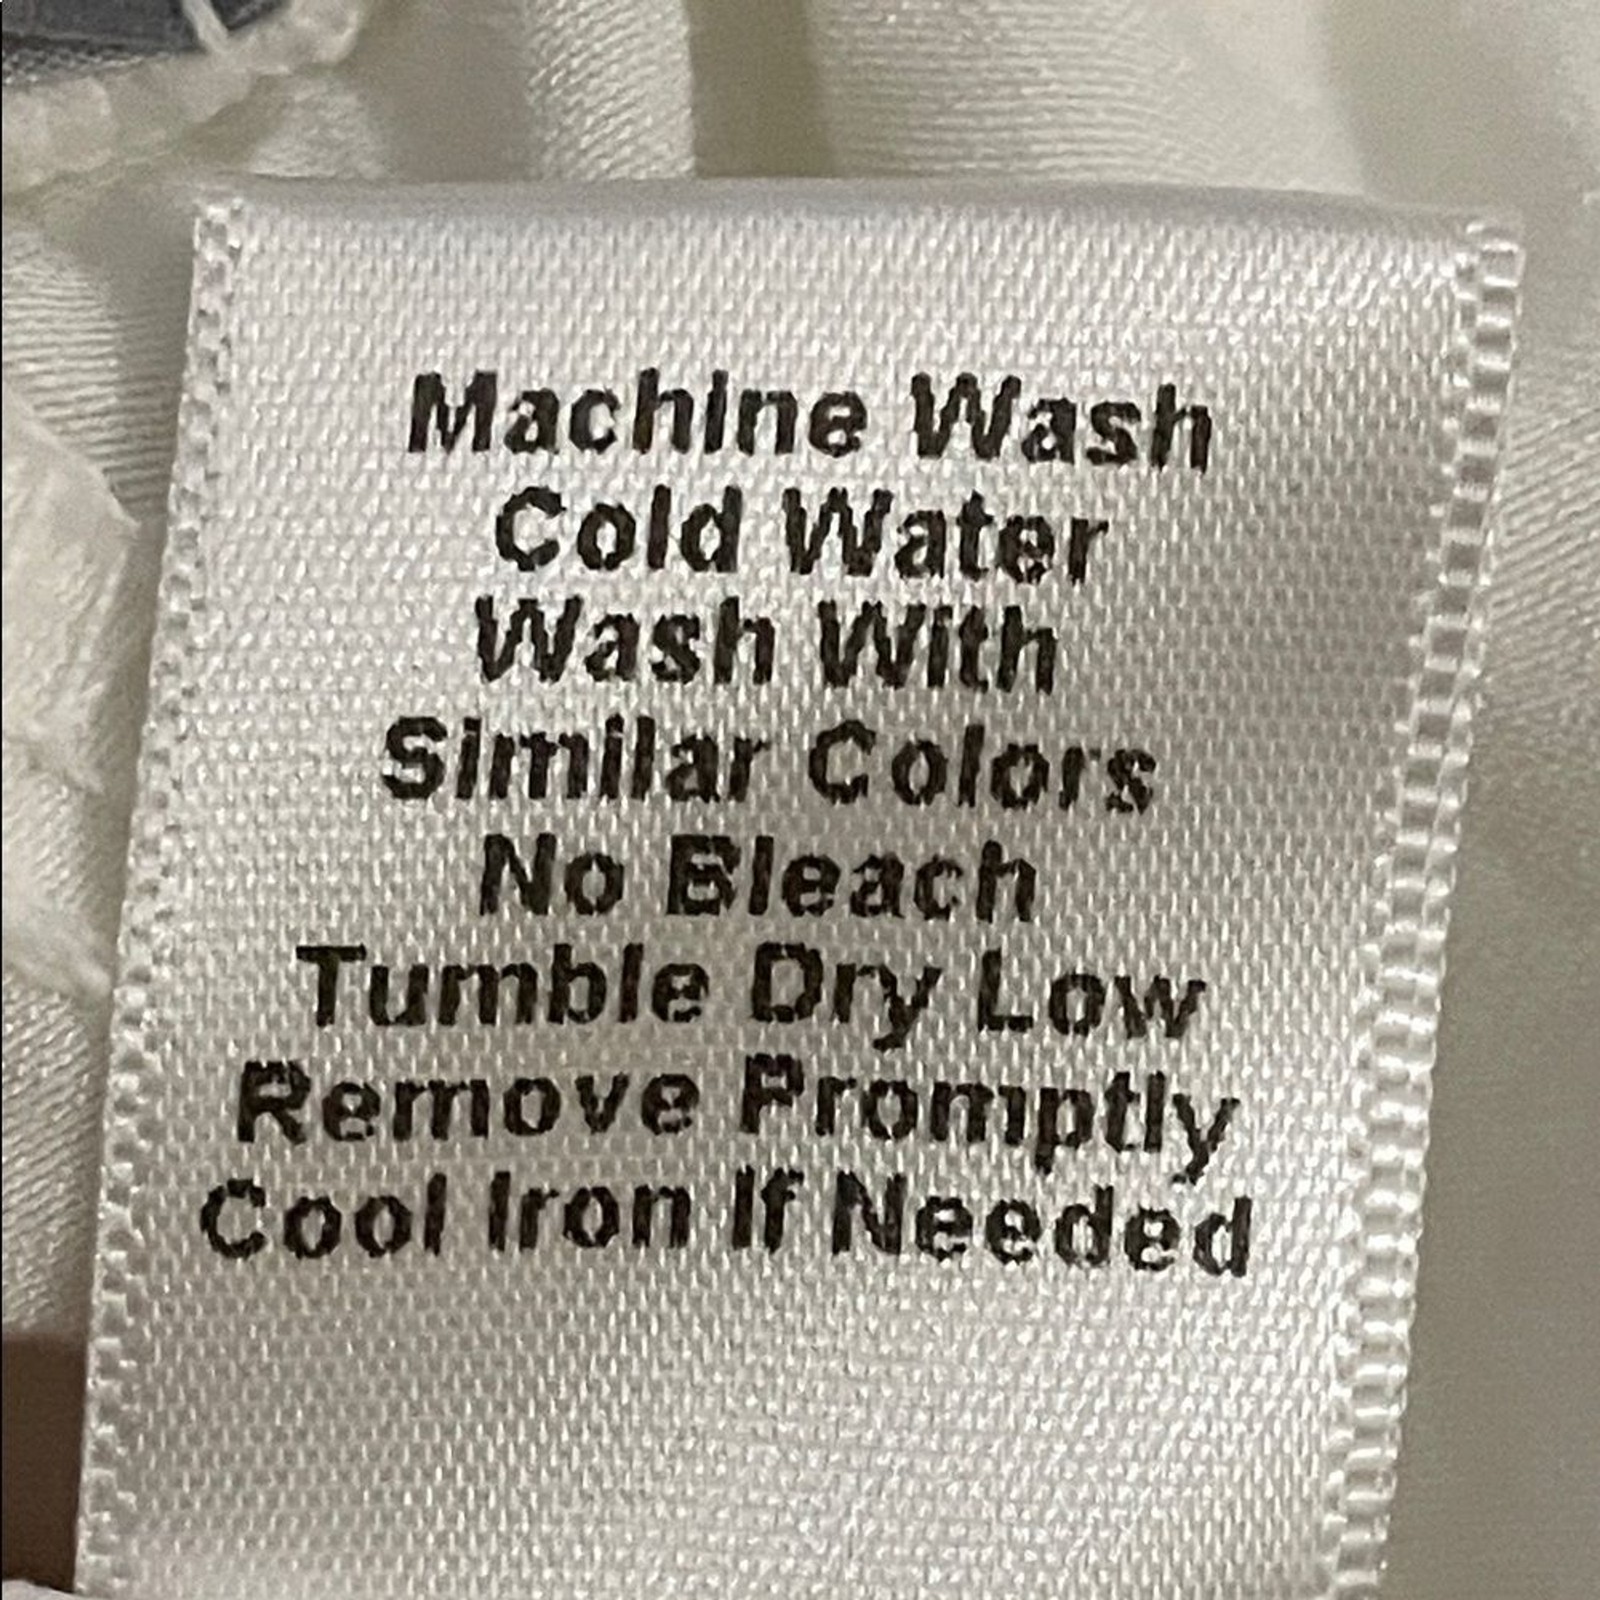 Machine Wash
Cold Water
Wash With
Similar Colors
No Bleach
Tumble Dry Low
Remove Promptly
Cool Iron If Needed